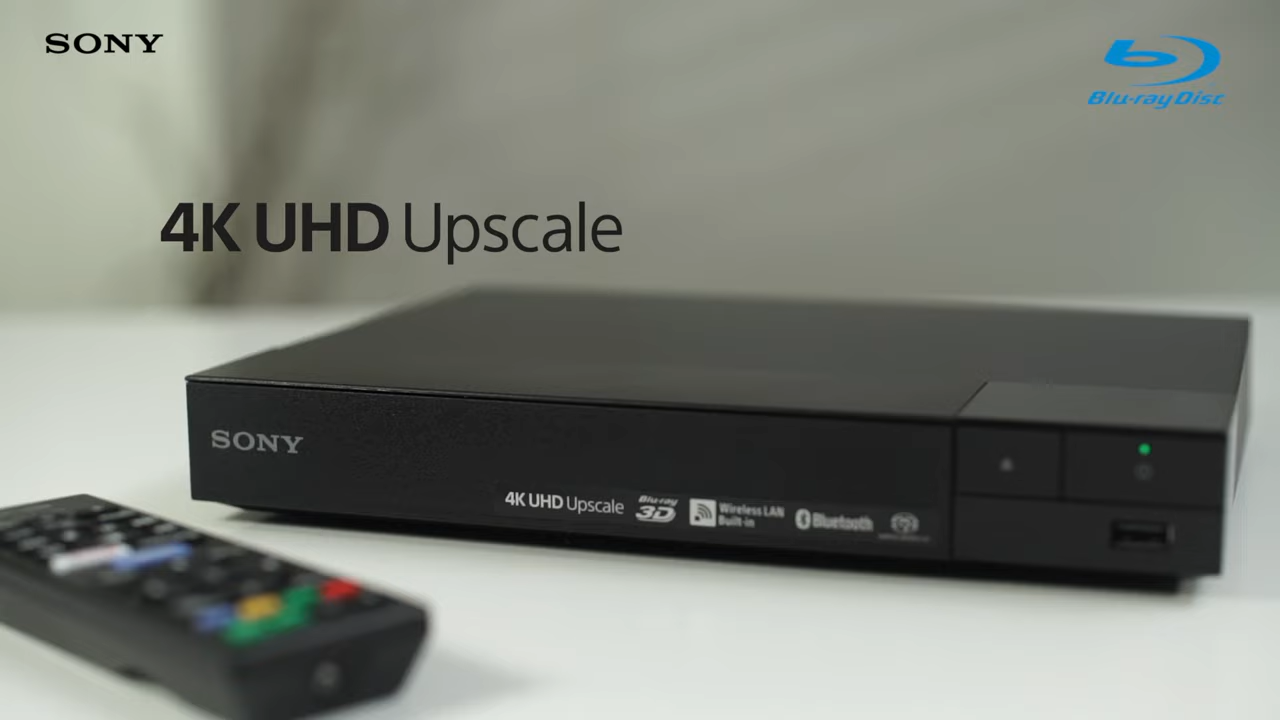 SONY
Blu-ray Disc
4K UHD Upscale
SONY
4K UHD Upscale
Blu-ray 3D
Wireless LAN
Built-in
Bluetooth